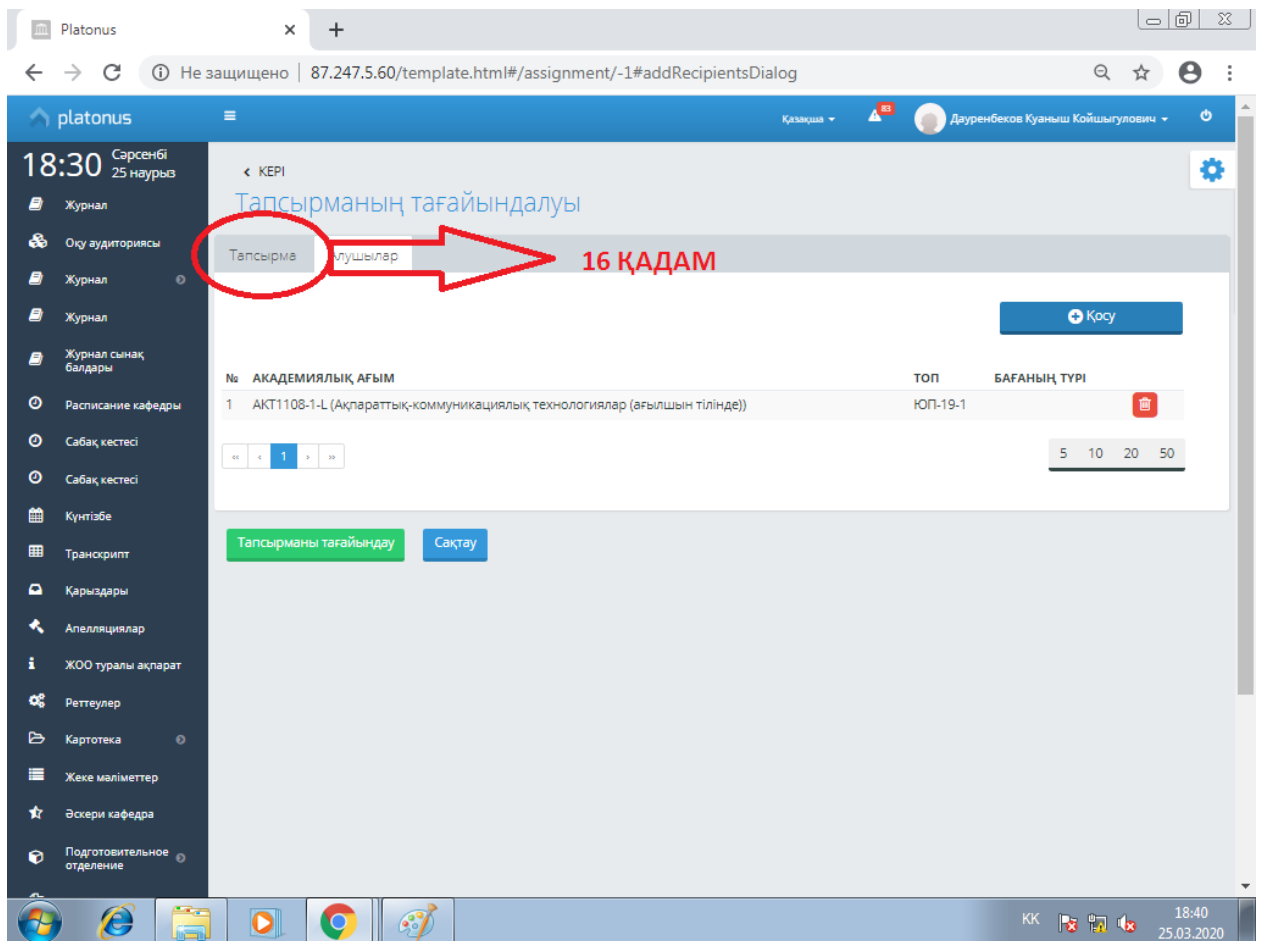 Platonus
Не защищено | 87.247.5.60/template.html#/assignment/-1#addRecipientsDialog
platonus
Қазақша
83
Дауренбеков Куаныш Койшыгулович
18:30
Сәрсенбі
25 наурыз
КЕРІ
Тапсырманың тағайындалуы
Журнал
Оқу аудиториясы
Тапсырма
16 ҚАДАМ
Журнал
Журнал
Қосу
Журнал сынақ
балдары
№ АКАДЕМИЯЛЫҚ АҒЫМ ТОП БАҒАНЫҢ ТҮРІ
Расписание кафедры
1 АКТ1108-1-L (Ақпараттық-коммуникациялық технологиялар (ағылшын тілінде)) ЮП-19-1
Сабақ кестесі
« ‹ 1 › »
5 10 20 50
Сабақ кестесі
Күнтізбе
Тапсырманы тағайындау
Сақтау
Транскрипт
Қарыздары
Апелляциялар
ЖОО туралы ақпарат
Реттеулер
Картотека
Жеке мәліметтер
Әскери кафедра
Подготовительное
отделение
KK
18:40
25.03.2020